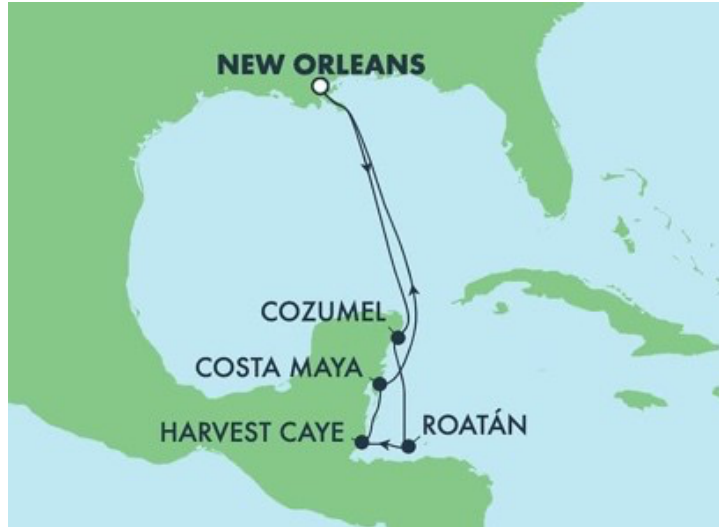 NEW ORLEANS
COZUMEL
COSTA MAYA
HARVEST CAYE
ROATÁN